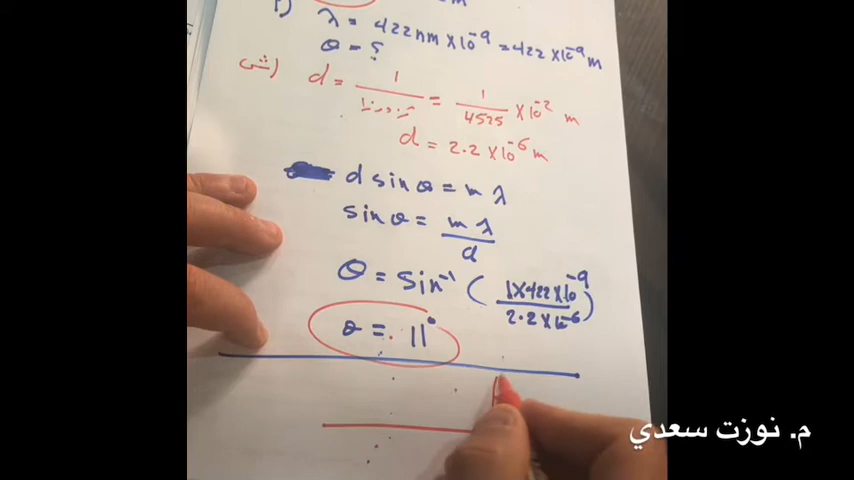 λ = 422nm×10⁻⁹ = 422×10⁻⁹ m
θ = ?
d = 1/ = 1/4525 ×10⁻² m
d = 2.2×10⁻⁶ m
d sin θ = m λ
sin θ = m λ/d
θ = Sin⁻¹ (1×422×10⁻⁹/2.2×10⁻⁶)
θ = 11°
م. نوزت سعدي